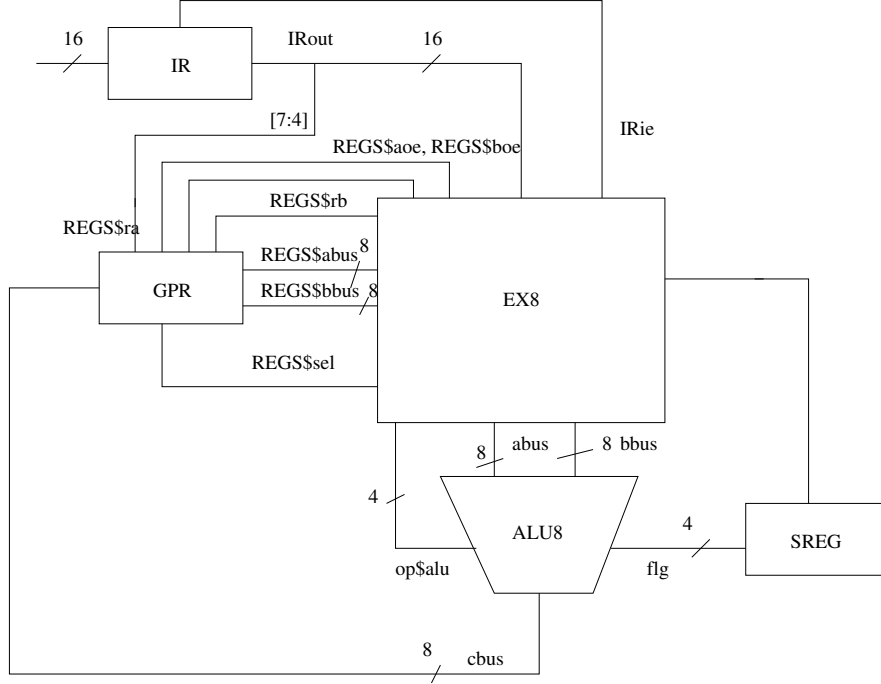 16
IRout
16
IR
[7:4]
IRie
REGS$aoe, REGS$boe
REGS$rb
REGS$ra
REGS$abus
8
GPR
REGS$bbus
8
EX8
REGS$sel
8
abus
8
bbus
4
ALU8
4
SREG
op$alu
flg
8
cbus